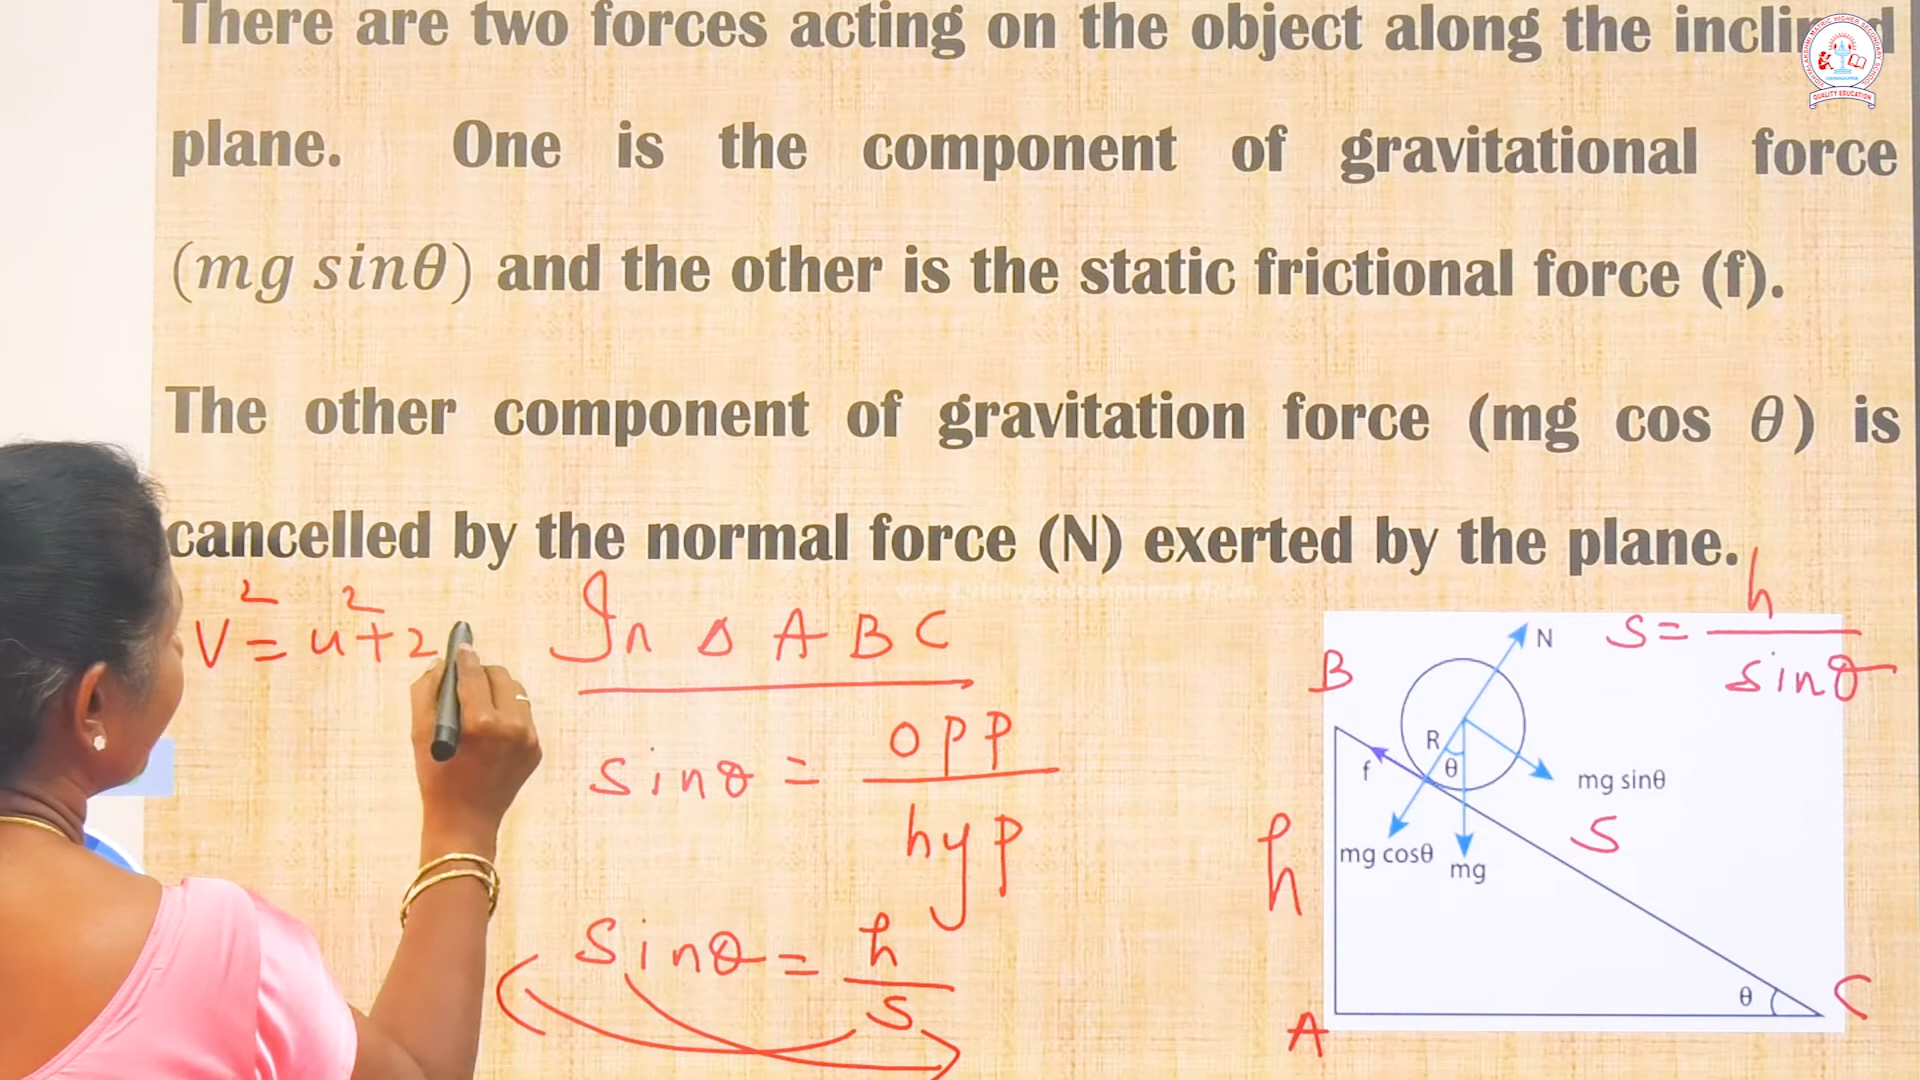 There are two forces acting on the object along the inclined
plane. One is the component of gravitational force
(mg sinθ) and the other is the static frictional force (f).
The other component of gravitation force (mg cos θ) is
cancelled by the normal force (N) exerted by the plane.
V² = u² + 2
In Δ ABC
sinθ = opp / hyp
sinθ = h / s
s = h / sinθ
B
N
R
θ
f
mg sinθ
S
mg cosθ
mg
h
θ
C
A
QUALITY EDUCATION